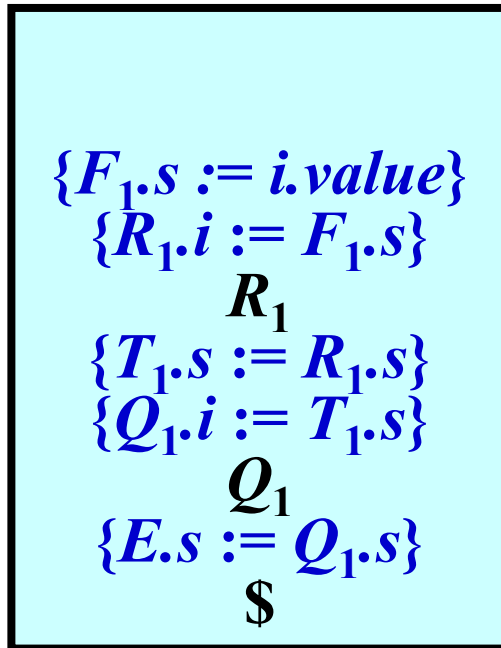 {F₁.s := i.value}
{R₁.i := F₁.s}
R₁
{T₁.s := R₁.s}
{Q₁.i := T₁.s}
Q₁
{E.s := Q₁.s}
$